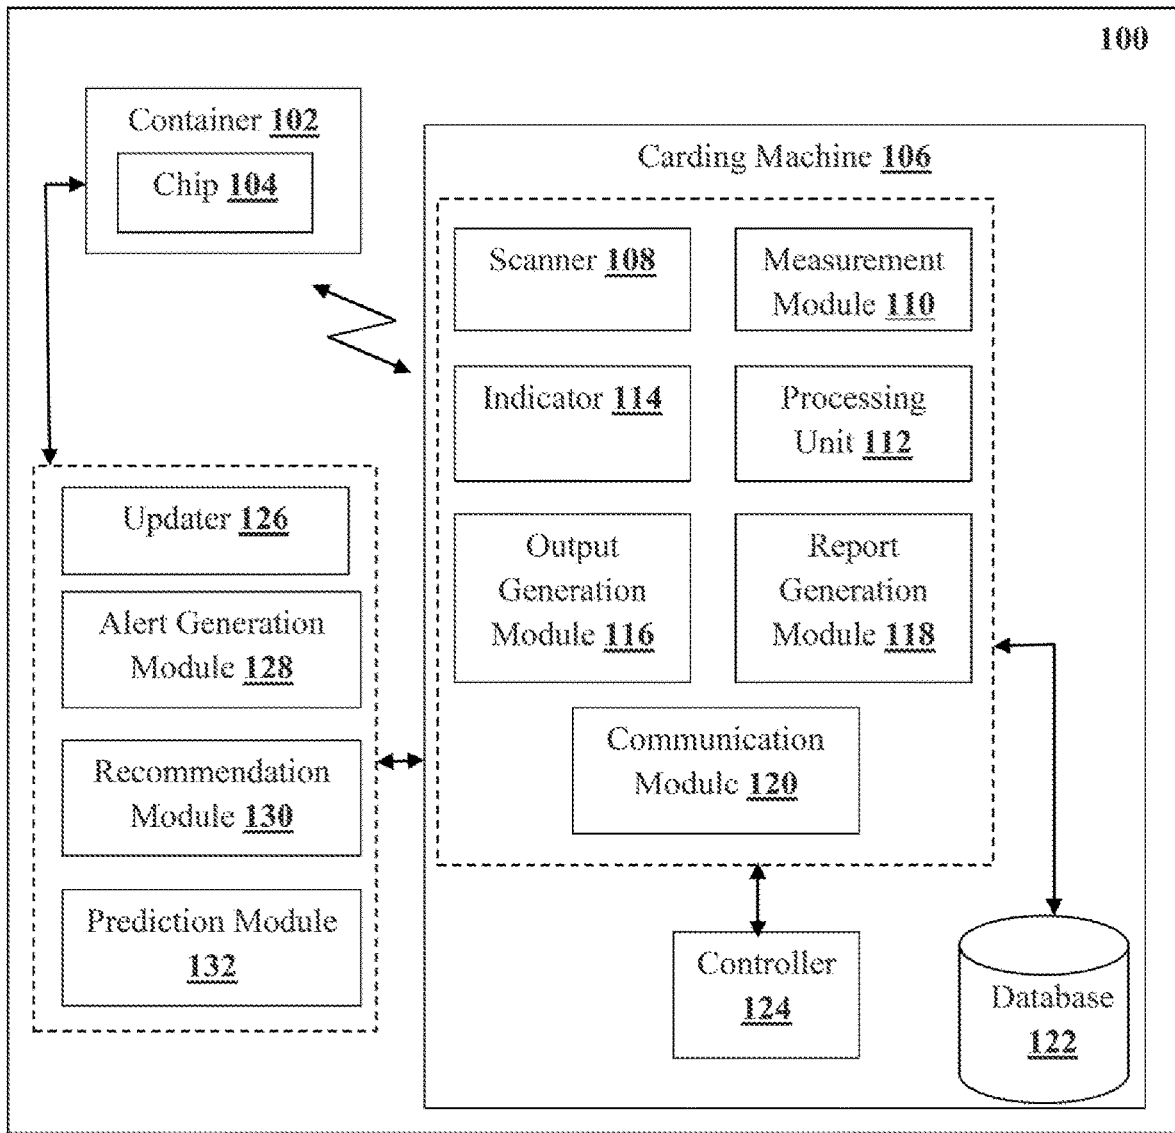 100
Container 102
Chip 104
Carding Machine 106
Scanner 108
Measurement
Module 110
Indicator 114
Processing
Unit 112
Output
Generation
Module 116
Report
Generation
Module 118
Communication
Module 120
Updater 126
Alert Generation
Module 128
Recommendation
Module 130
Prediction Module
132
Controller
124
Database
122